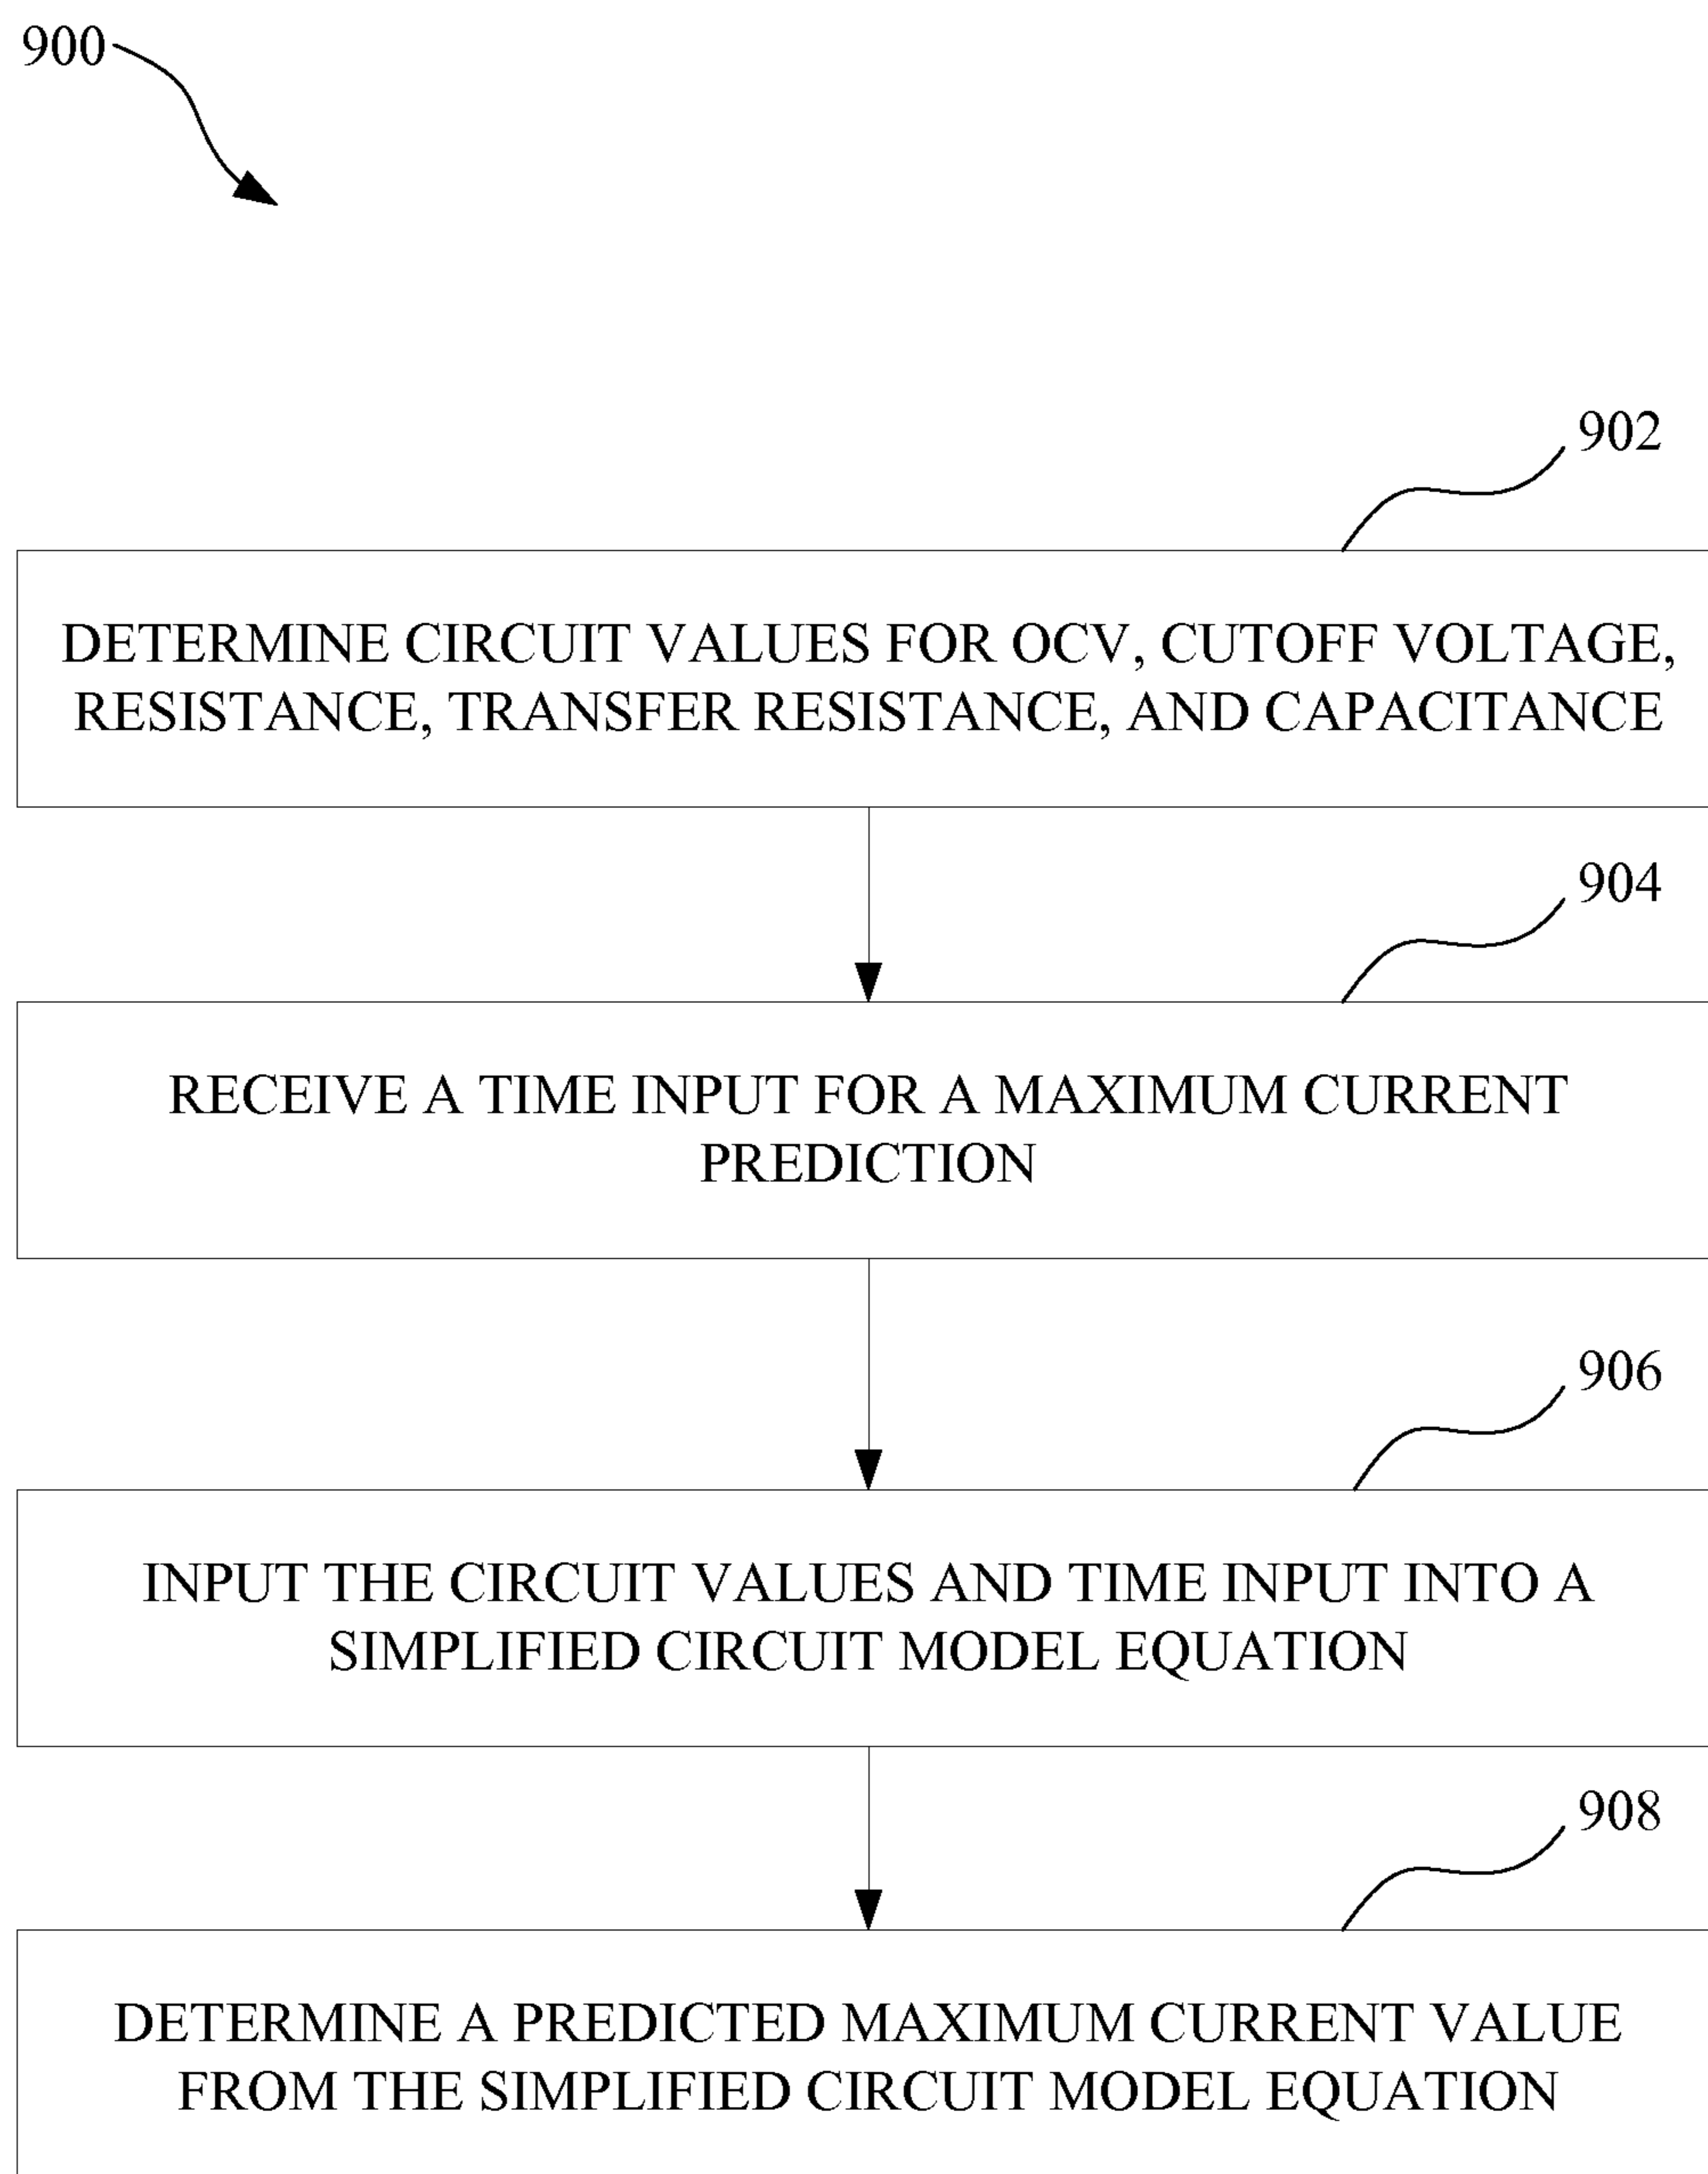 900
902
DETERMINE CIRCUIT VALUES FOR OCV, CUTOFF VOLTAGE,
RESISTANCE, TRANSFER RESISTANCE, AND CAPACITANCE
904
RECEIVE A TIME INPUT FOR A MAXIMUM CURRENT
PREDICTION
906
INPUT THE CIRCUIT VALUES AND TIME INPUT INTO A
SIMPLIFIED CIRCUIT MODEL EQUATION
908
DETERMINE A PREDICTED MAXIMUM CURRENT VALUE
FROM THE SIMPLIFIED CIRCUIT MODEL EQUATION